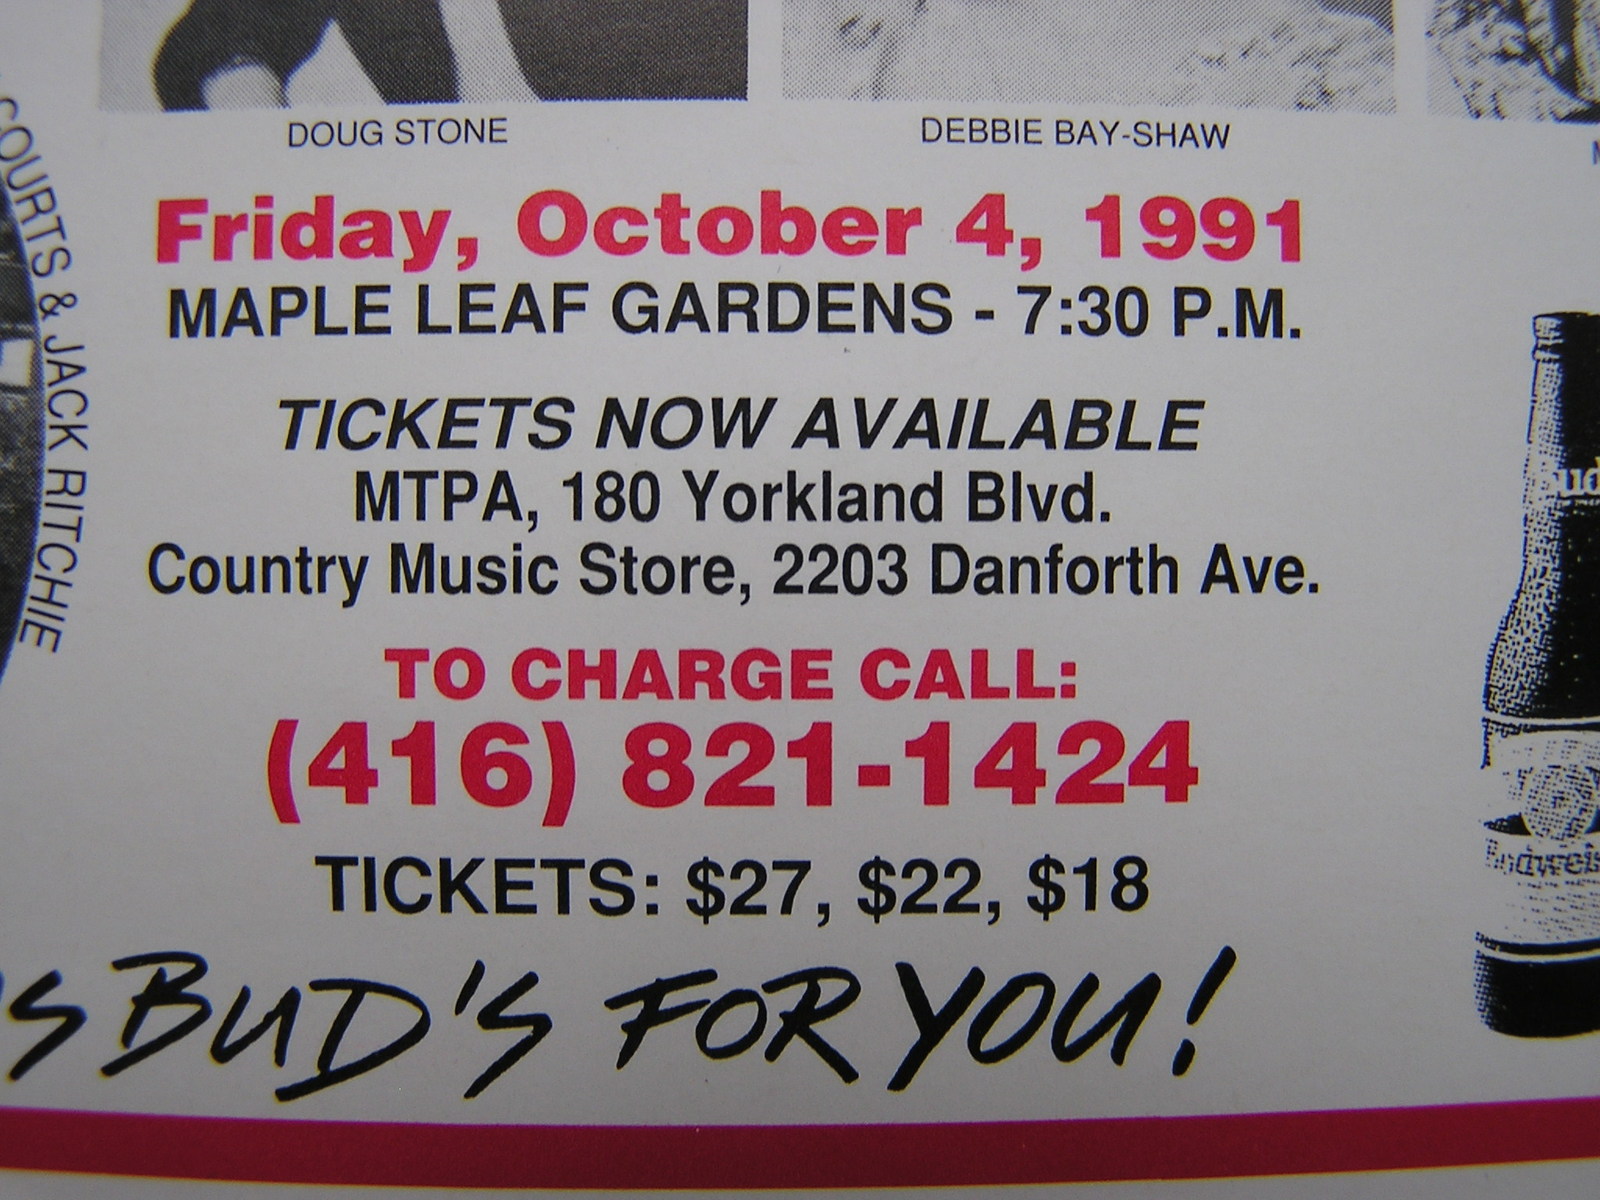 DOUG STONE
DEBBIE BAY-SHAW
COURTS & JACK RITCHIE
Friday, October 4, 1991
MAPLE LEAF GARDENS - 7:30 P.M.
TICKETS NOW AVAILABLE
MTPA, 180 Yorkland Blvd.
Country Music Store, 2203 Danforth Ave.
TO CHARGE CALL:
(416) 821-1424
TICKETS: $27, $22, $18
BUD'S FOR YOU!